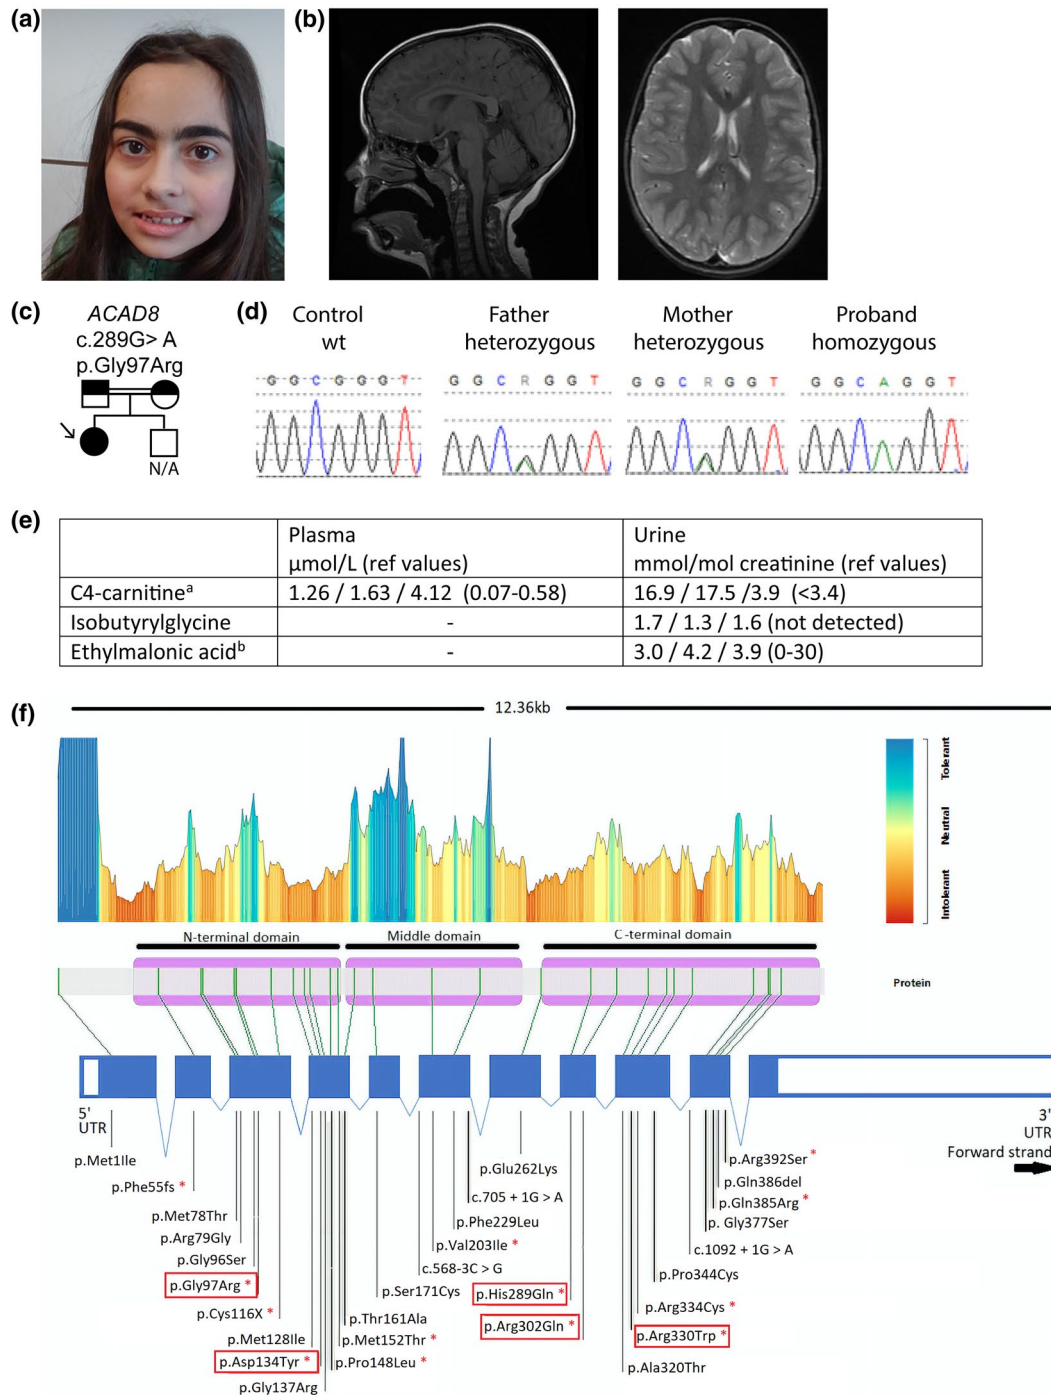 (a)
(b)
(c)
ACAD8
c.289G> A
p.Gly97Arg
N/A
(d)
Control
wt
Father
heterozygous
Mother
heterozygous
Proband
homozygous
G G C G G G T
G G C R G G T
G G C R G G T
G G C A G G T
(e)
Plasma
µmol/L (ref values)
Urine
mmol/mol creatinine (ref values)
C4-carnitineᵃ
1.26 / 1.63 / 4.12 (0.07-0.58)
16.9 / 17.5 /3.9 (<3.4)
Isobutyrylglycine
-
1.7 / 1.3 / 1.6 (not detected)
Ethylmalonic acidᵇ
-
3.0 / 4.2 / 3.9 (0-30)
(f)
12.36kb
Tolerant
Neutral
Intolerant
N-terminal domain
Middle domain
C-terminal domain
Protein
5'
UTR
3'
UTR
Forward strand
p.Met1Ile
p.Phe55fs *
p.Met78Thr
p.Arg79Gly
p.Gly96Ser
p.Gly97Arg *
p.Cys116X *
p.Met128Ile
p.Asp134Tyr *
p.Gly137Arg
p.Pro148Leu *
p.Met152Thr *
p.Thr161Ala
p.Ser171Cys
c.568-3C > G
p.Val203Ile *
p.Phe229Leu
c.705 + 1G > A
p.Glu262Lys
p.His289Gln *
p.Arg302Gln *
p.Ala320Thr
p.Arg330Trp *
p.Arg334Cys *
p.Pro344Cys
c.1092 + 1G > A
p. Gly377Ser
p.Gln385Arg *
p.Gln386del
p.Arg392Ser *